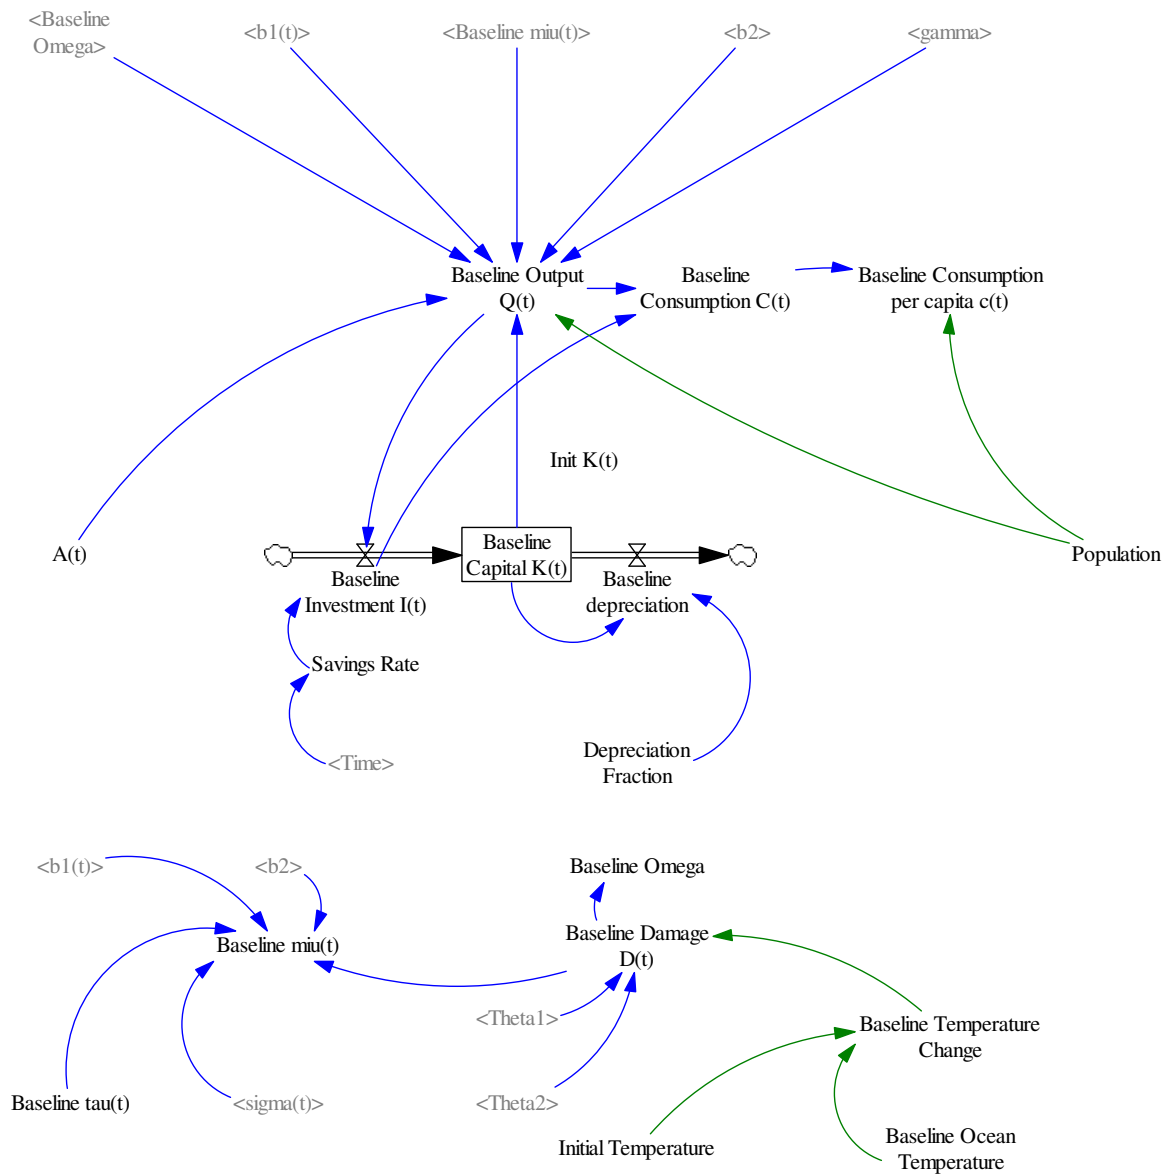 <Baseline
Omega>
<b1(t)>
<Baseline miu(t)>
<b2>
<gamma>
Baseline Output
Q(t)
Baseline
Consumption C(t)
Baseline Consumption
per capita c(t)
Init K(t)
A(t)
Baseline
Capital K(t)
Population
Baseline
Investment I(t)
Baseline
depreciation
Savings Rate
<Time>
Depreciation
Fraction
<b1(t)>
<b2>
Baseline Omega
Baseline miu(t)
Baseline Damage
D(t)
<Theta1>
Baseline Temperature
Change
Baseline tau(t)
<sigma(t)>
<Theta2>
Initial Temperature
Baseline Ocean
Temperature